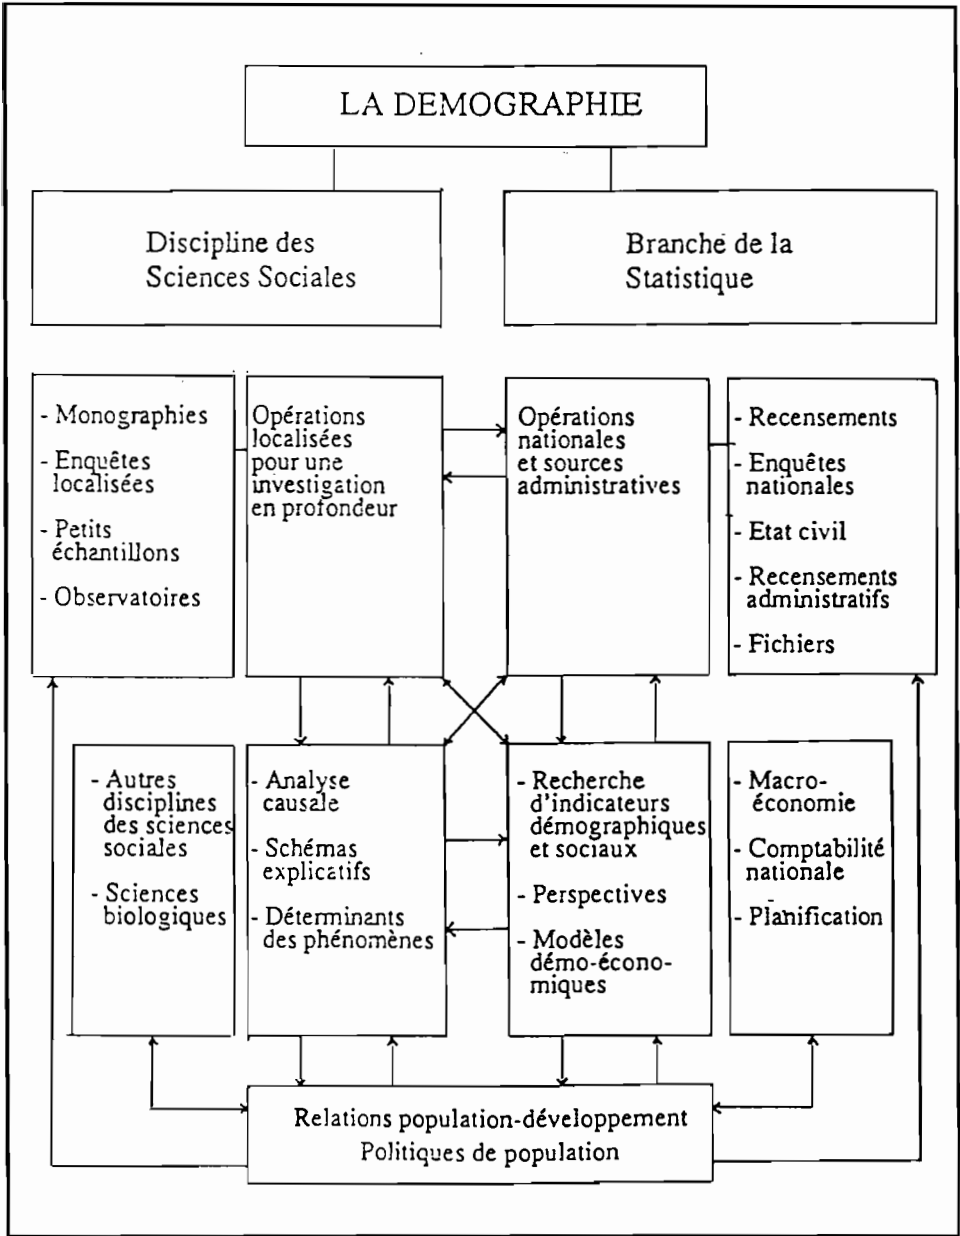 LA DEMOGRAPHIE
Discipline des
Sciences Sociales
Branche de la
Statistique
- Monographies
- Enquêtes
localisées
- Petits
échantillons
- Observatoires
Opérations
localisées
pour une
investigation
en profondeur
Opérations
nationales
et sources
administratives
- Recensements
- Enquêtes
nationales
- Etat civil
- Recensements
administratifs
- Fichiers
- Autres
disciplines
des sciences
sociales
- Sciences
biologiques
- Analyse
causale
- Schémas
explicatifs
- Déterminants
des phénomènes
- Recherche
d'indicateurs
démographiques
et sociaux
- Perspectives
- Modèles
démo-écono-
miques
- Macro-
économie
- Comptabilité
nationale
- Planification
Relations population-développement
Politiques de population